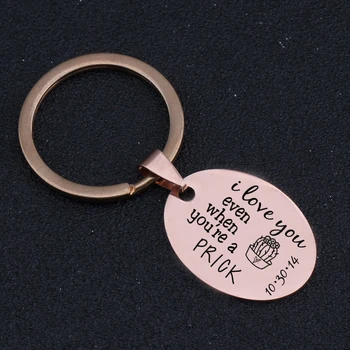 i love you
even
when
you're a
PRICK
10·30·14